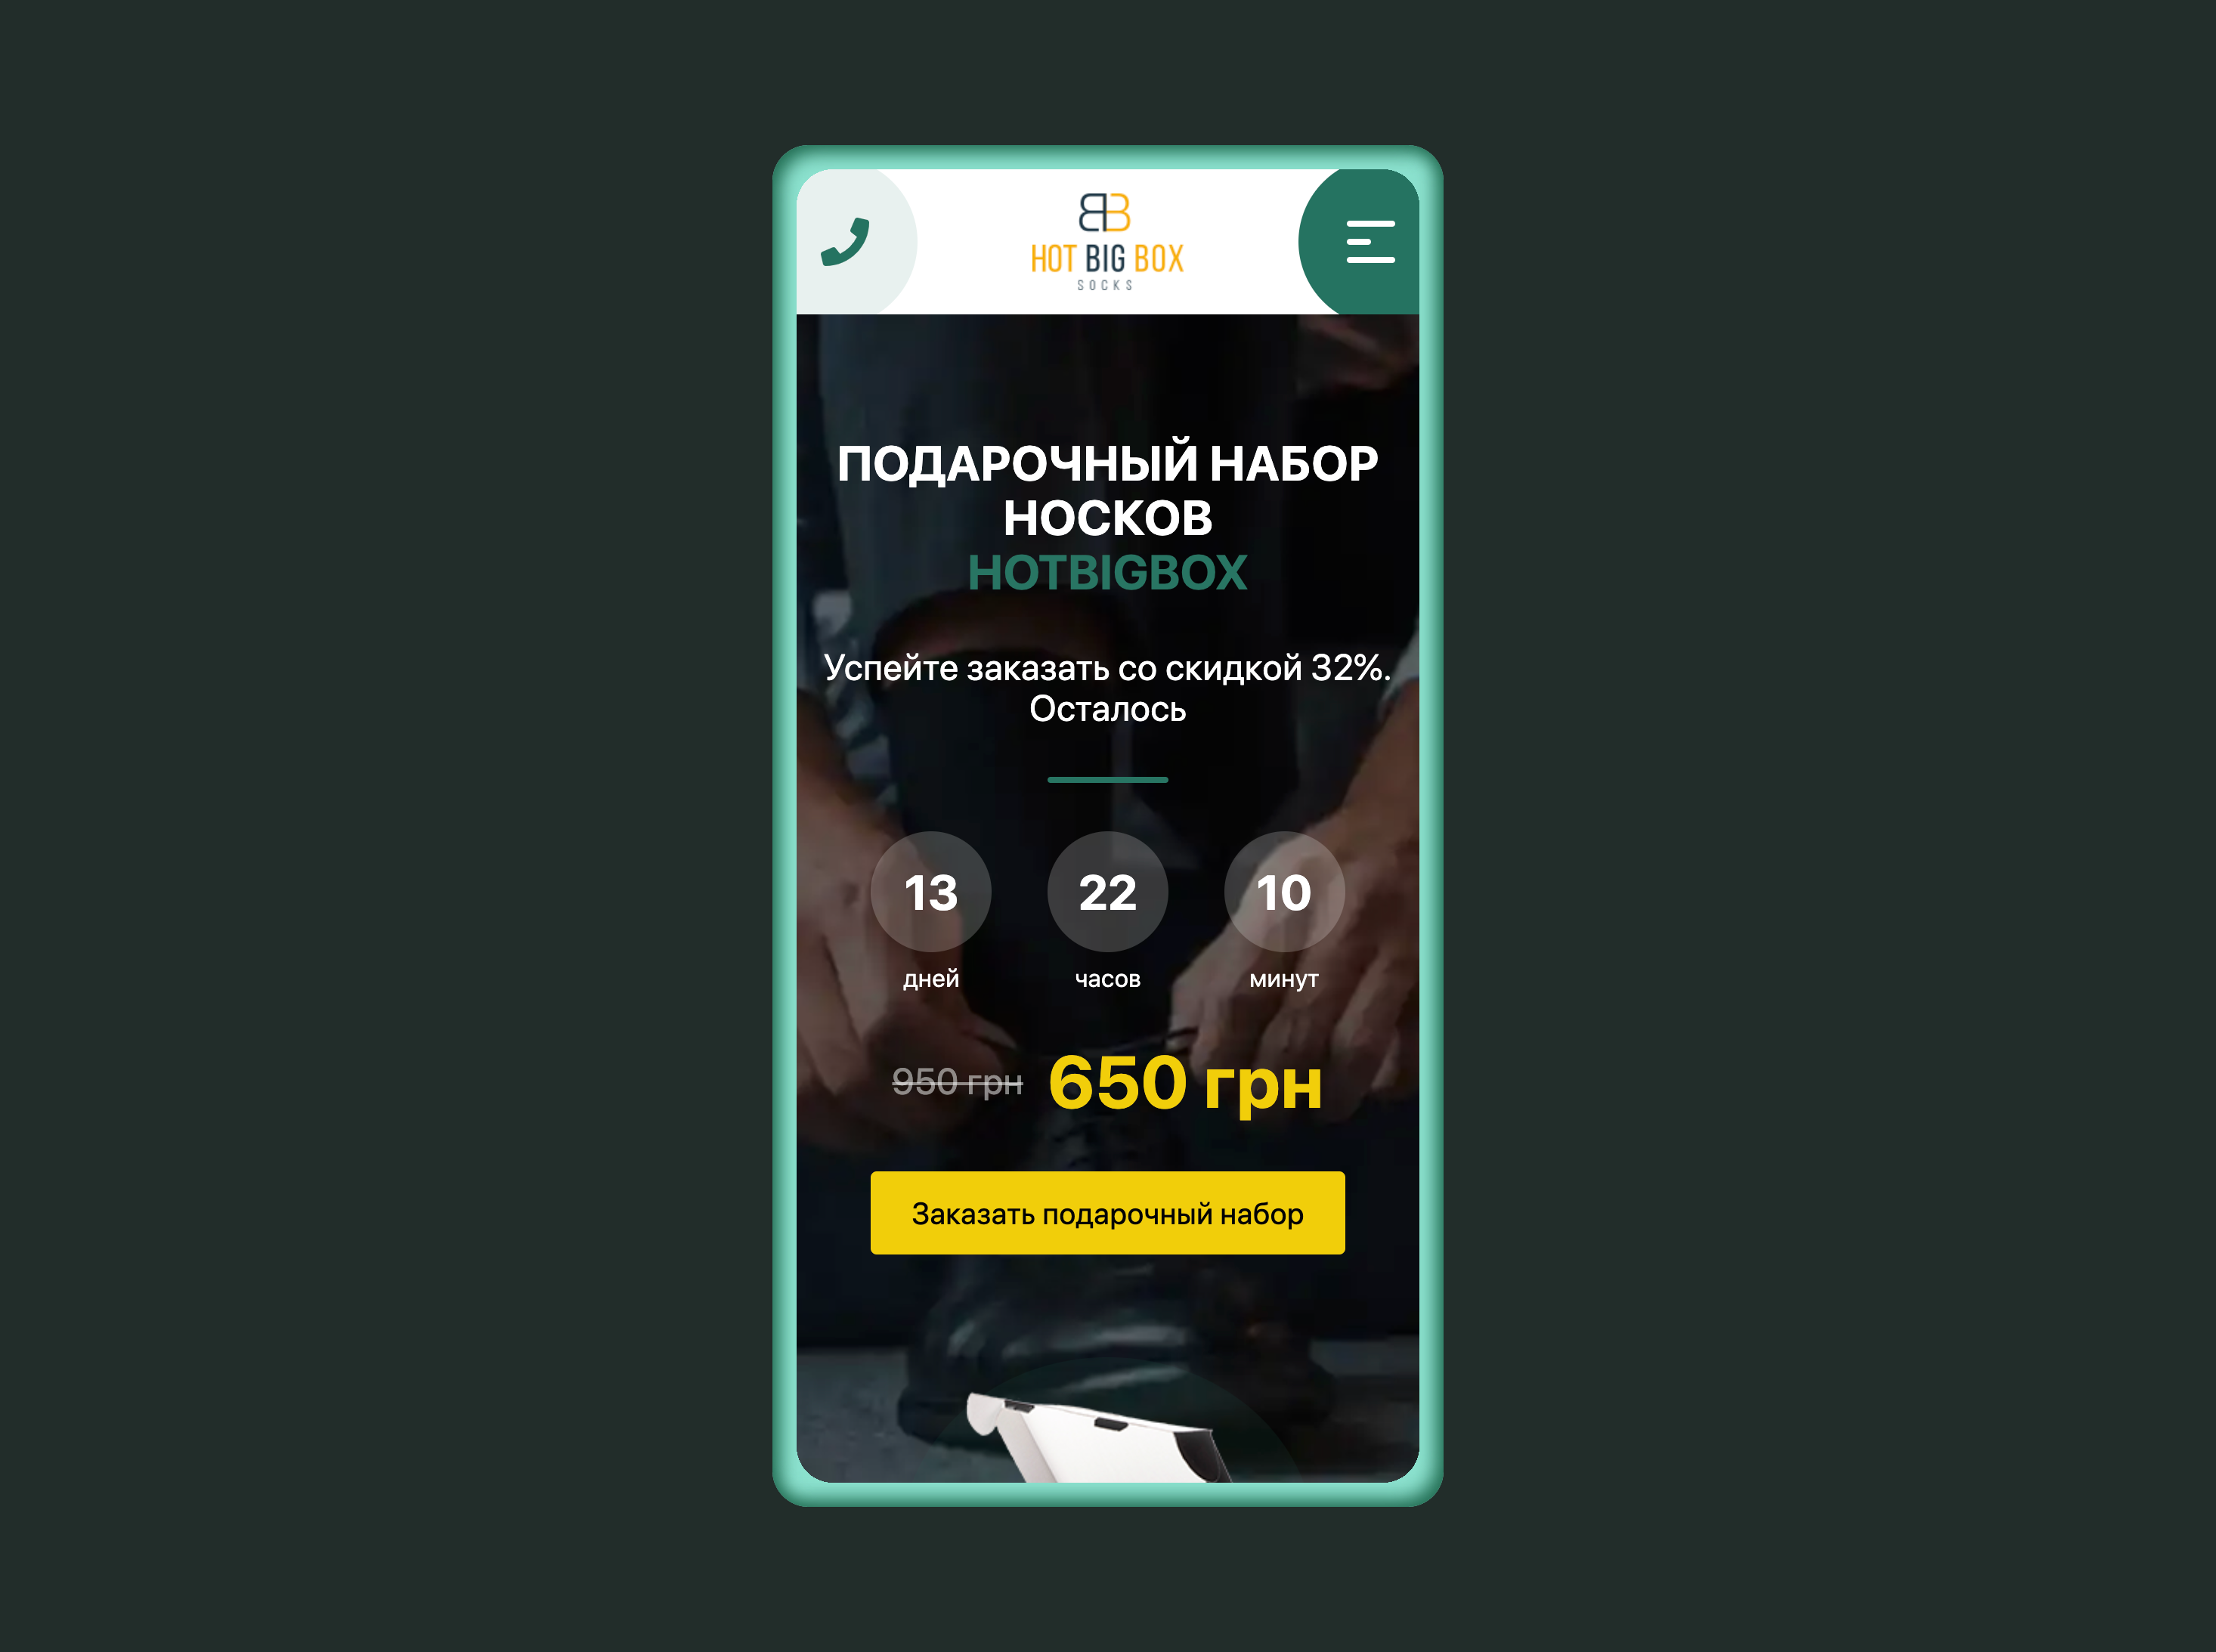 HOT BIG BOX
SOCKS
ПОДАРОЧНЫЙ НАБОР
НОСКОВ
HOTBIGBOX
Успейте заказать со скидкой 32%.
Осталось
13 22 10
дней часов минут
950 грн 650 грн
Заказать подарочный набор